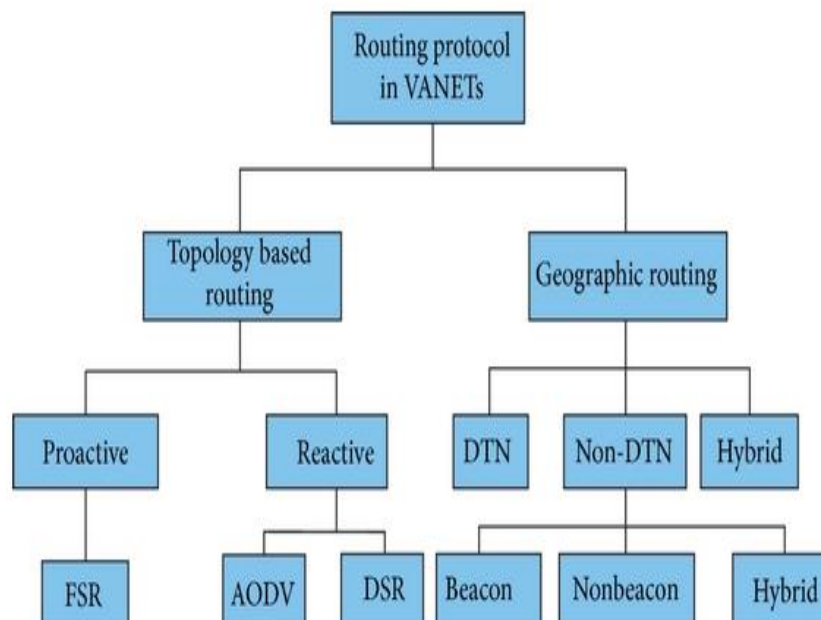 Routing protocol
in VANETs
Topology based
routing
Geographic routing
Proactive
Reactive
DTN
Non-DTN
Hybrid
FSR
AODV
DSR
Beacon
Nonbeacon
Hybrid